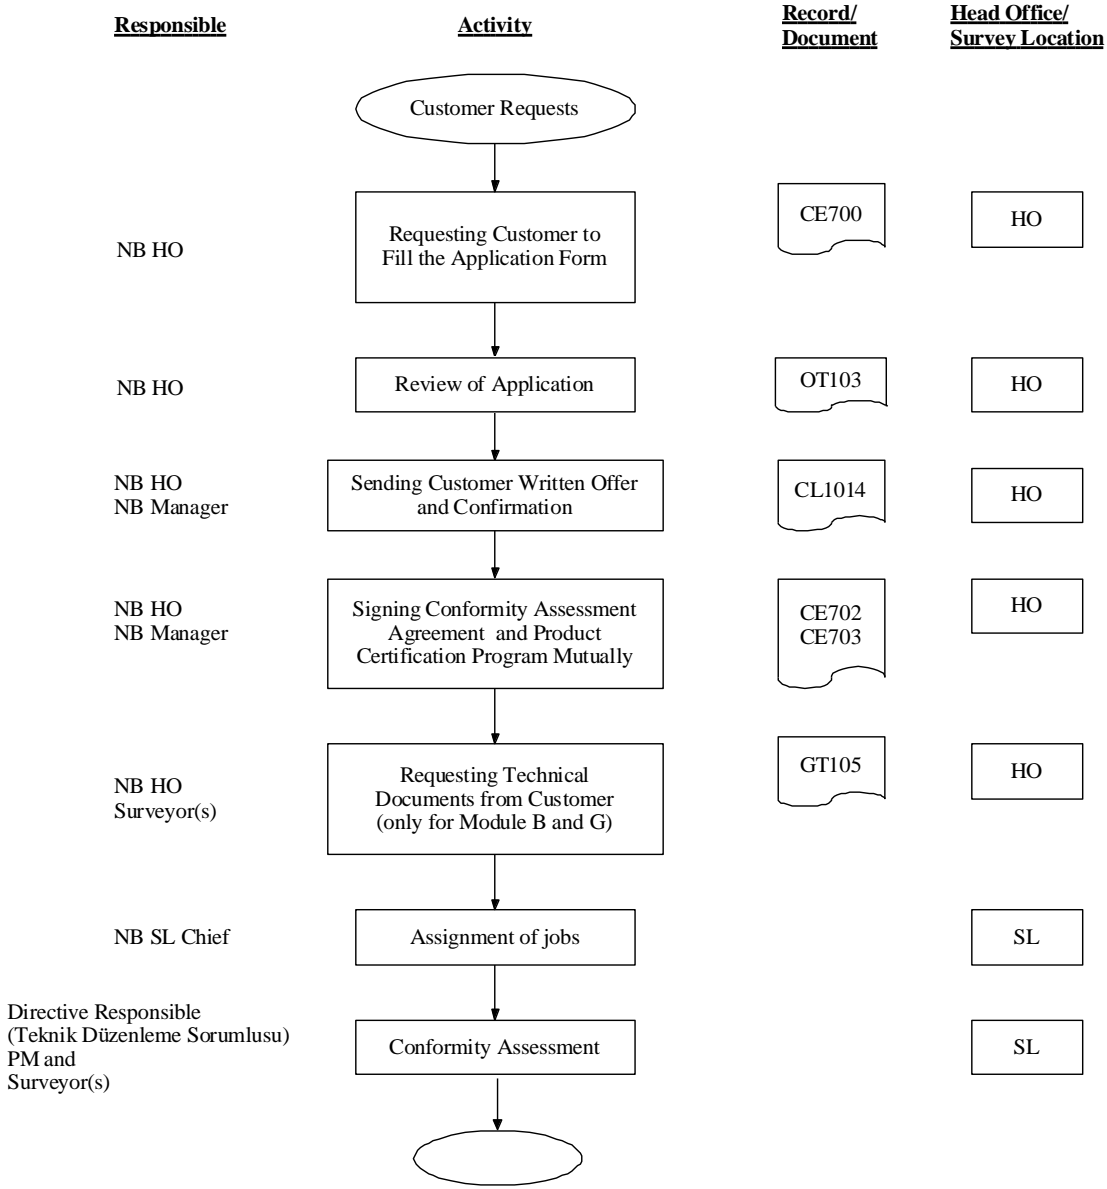 Responsible
Activity
Record/
Document
Head Office/
Survey Location
Customer Requests
NB HO
Requesting Customer to
Fill the Application Form
CE700
HO
NB HO
Review of Application
OT103
HO
NB HO
NB Manager
Sending Customer Written Offer
and Confirmation
CL1014
HO
NB HO
NB Manager
Signing Conformity Assessment
Agreement and Product
Certification Program Mutually
CE702
CE703
HO
NB HO
Surveyor(s)
Requesting Technical
Documents from Customer
(only for Module B and G)
GT105
HO
NB SL Chief
Assignment of jobs
SL
Directive Responsible
(Teknik Düzenleme Sorumlusu)
PM and
Surveyor(s)
Conformity Assessment
SL